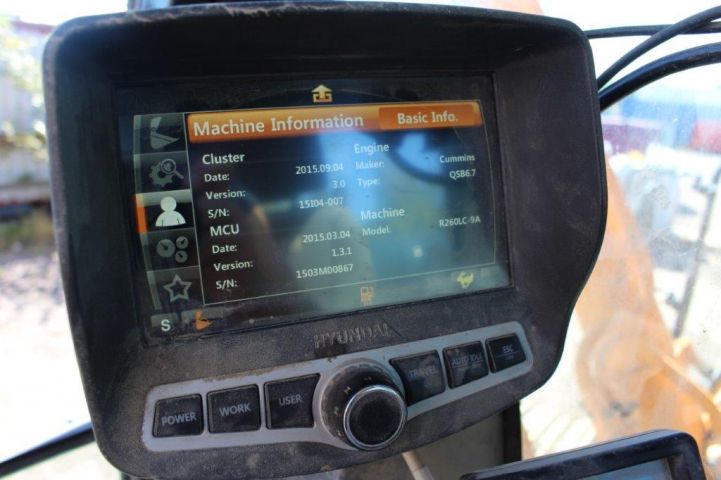 Machine Information Basic Info.
Cluster
Date: 2015.09.04
Version: 3.0
S/N: 15I04-007
MCU
Date: 2015.03.04
Version: 1.3.1
S/N: 1503M00867
Engine
Maker: Cummins
Type: QSB6.7
Machine
Model: R260LC-9A
S
HYUNDAI
POWER
WORK
USER
TRAVEL
AUTO IDLE
ESC